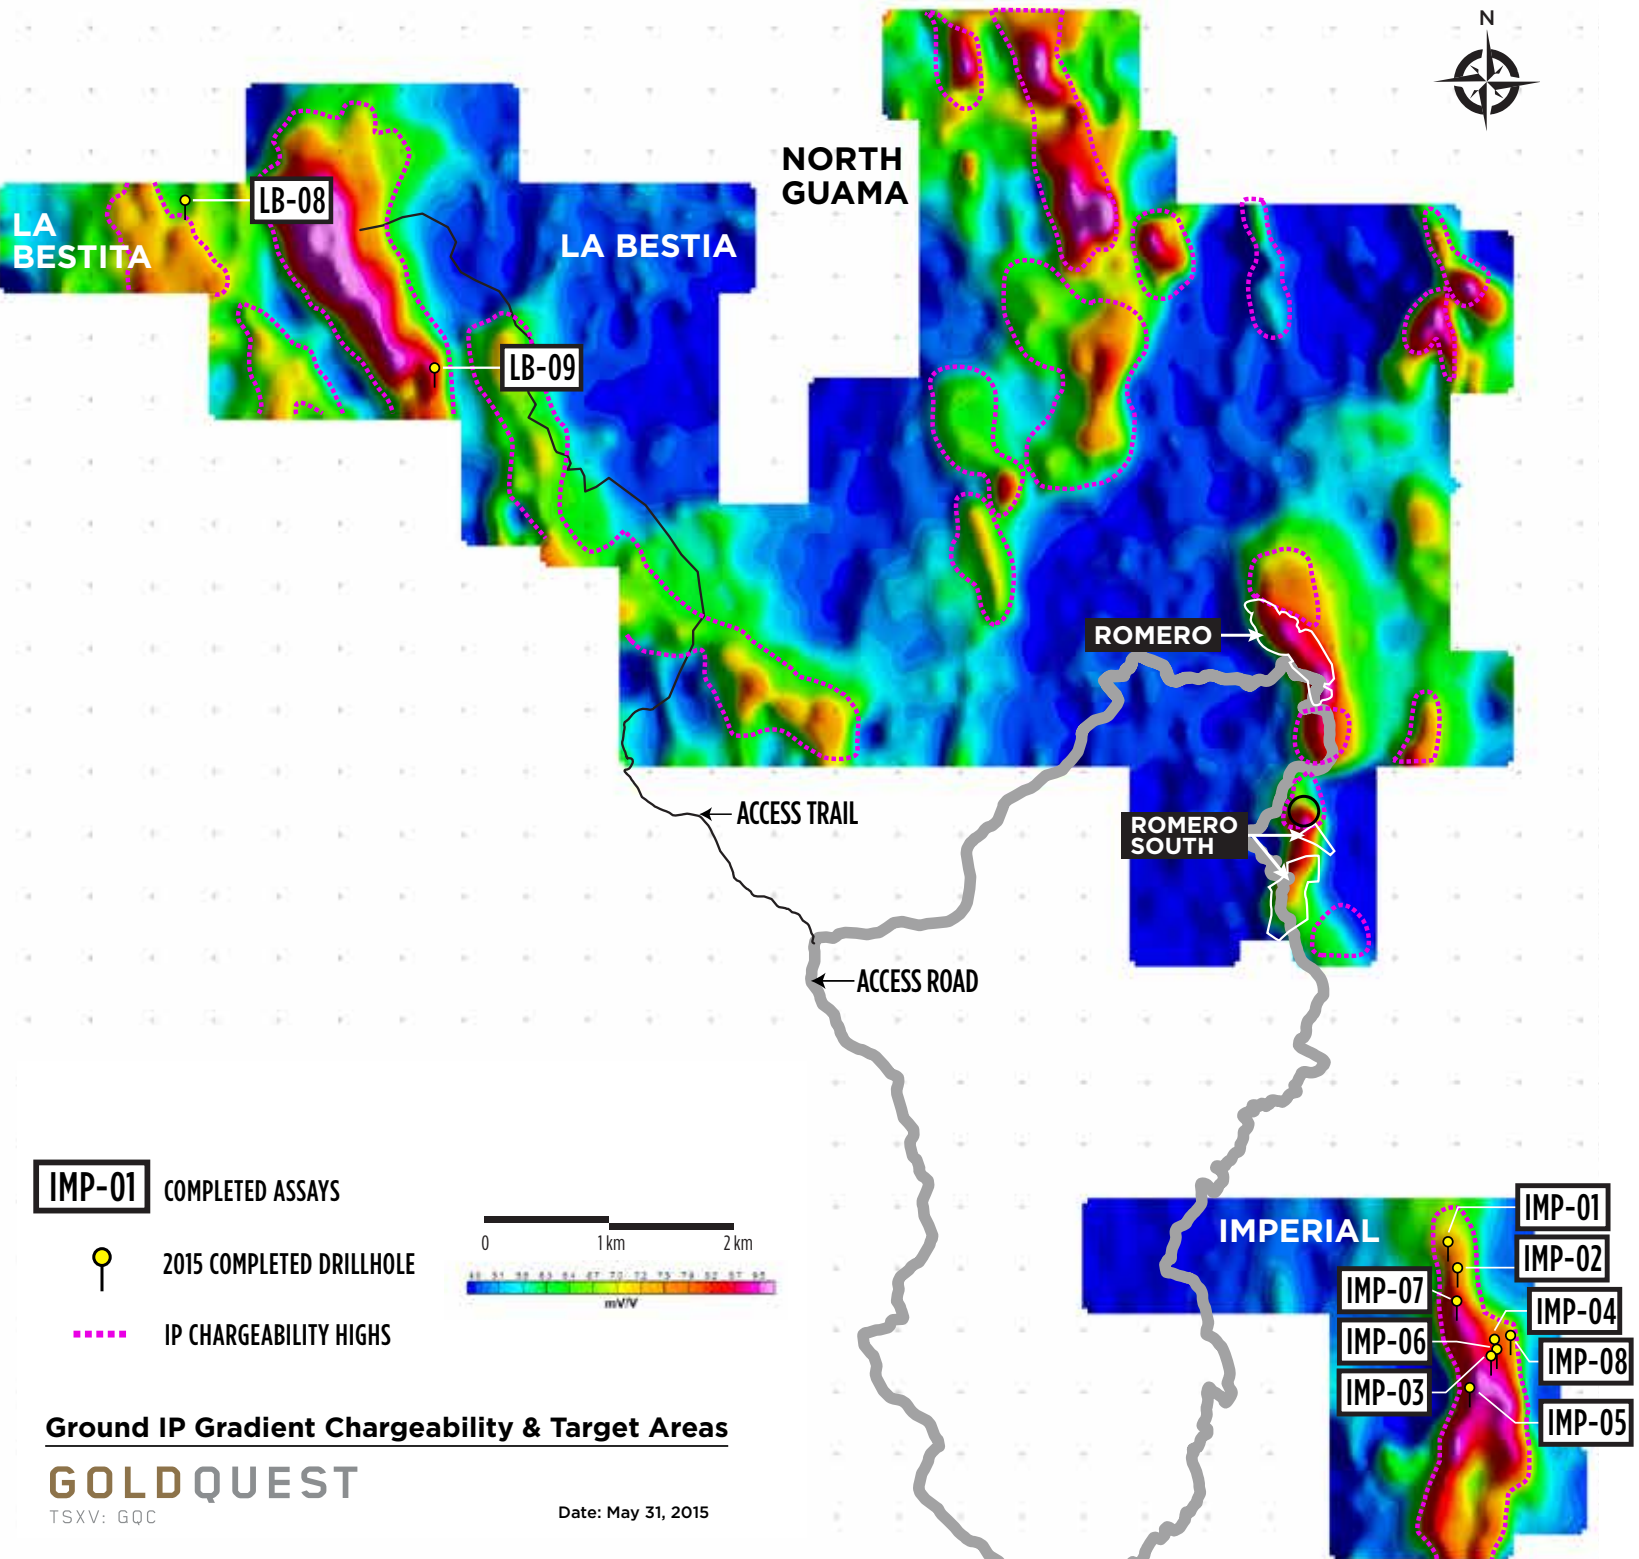 N
NORTH
GUAMA
LB-08
LA
BESTITA
LA BESTIA
LB-09
ROMERO
ACCESS TRAIL
ROMERO
SOUTH
ACCESS ROAD
IMP-01
COMPLETED ASSAYS
2015 COMPLETED DRILLHOLE
IP CHARGEABILITY HIGHS
0 1 km 2 km
mV/V
IMPERIAL
IMP-01
IMP-02
IMP-07
IMP-04
IMP-06
IMP-08
IMP-03
IMP-05
Ground IP Gradient Chargeability & Target Areas
GOLDQUEST
TSXV: GQC
Date: May 31, 2015